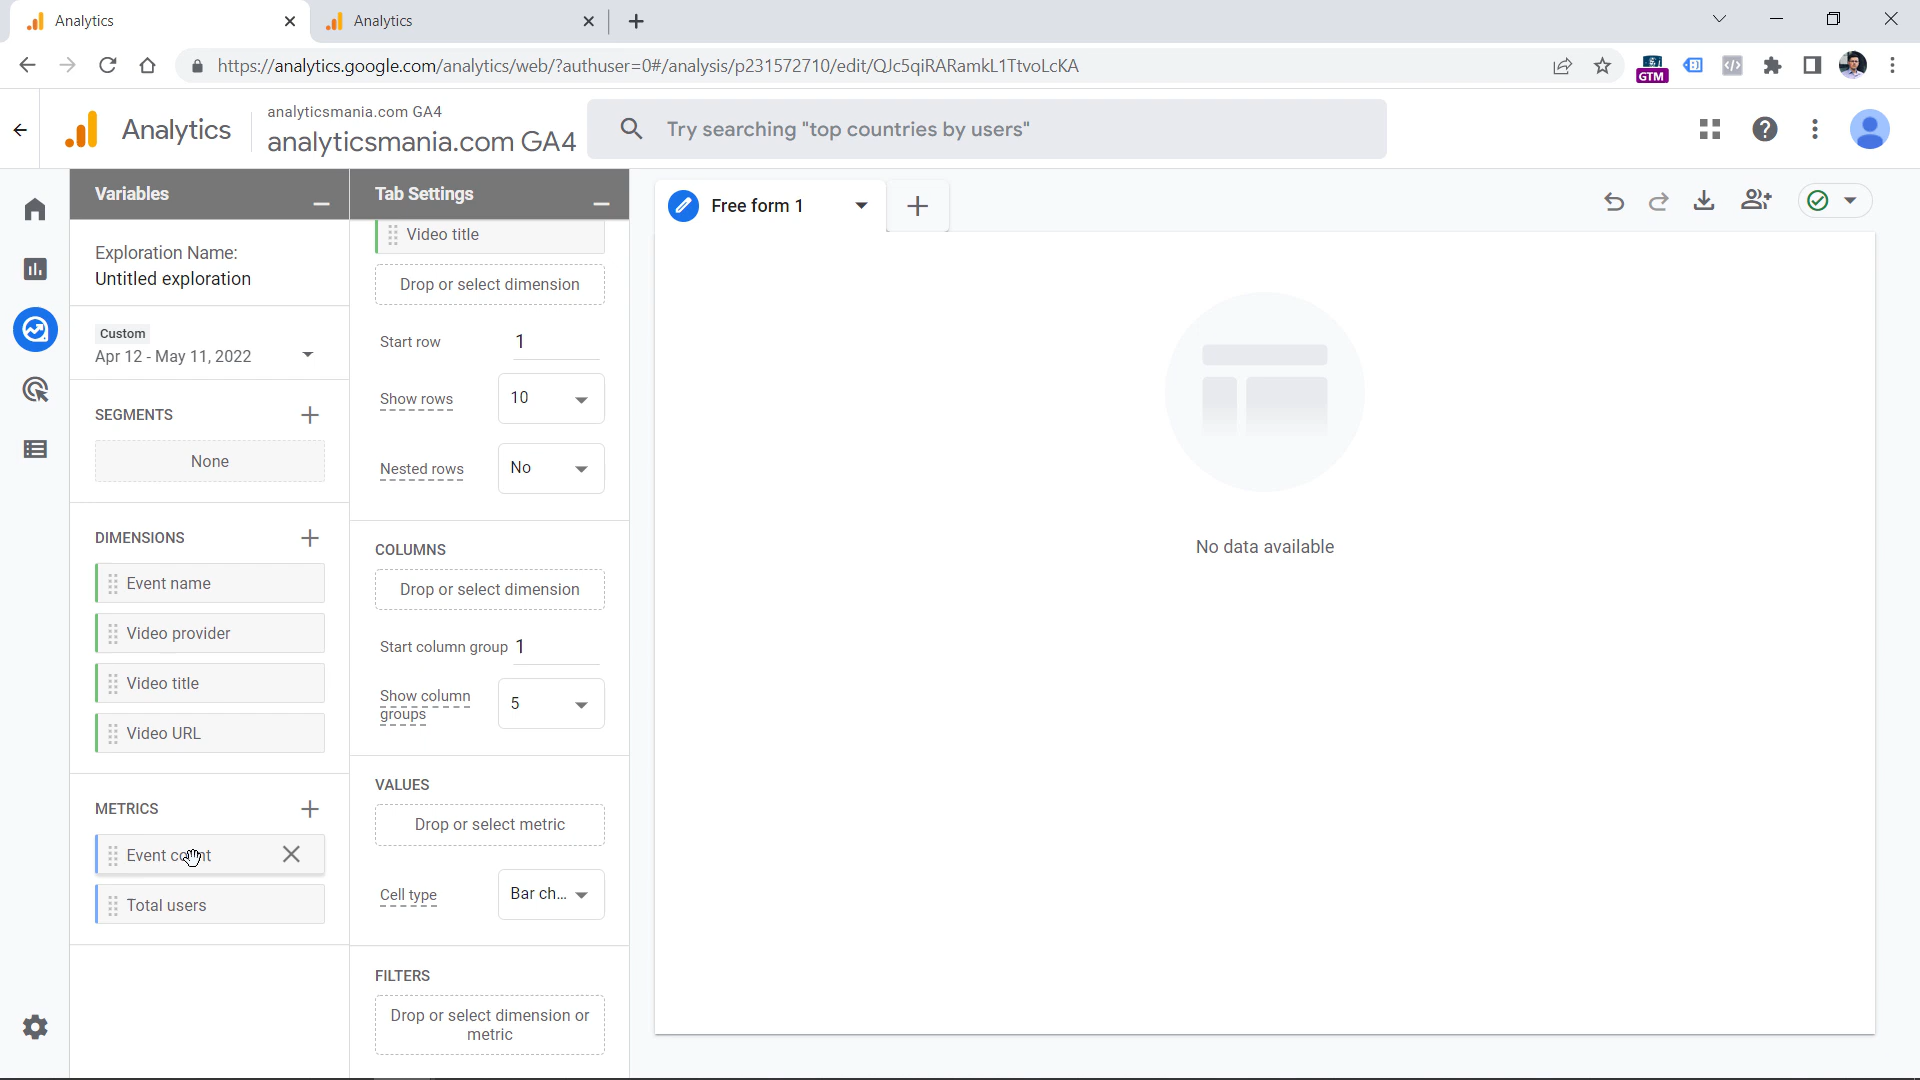 Analytics
Analytics
https://analytics.google.com/analytics/web/?authuser=0#/analysis/p231572710/edit/QJc5qiRARamkL1TtvoLcKA
GTM
Analytics
analyticsmania.com GA4
analyticsmania.com GA4
Try searching "top countries by users"
Variables
Exploration Name:
Untitled exploration
Custom
Apr 12 - May 11, 2022
SEGMENTS
None
DIMENSIONS
Event name
Video provider
Video title
Video URL
METRICS
Event count
Total users
Tab Settings
Video title
Drop or select dimension
Start row 1
Show rows 10
Nested rows No
COLUMNS
Drop or select dimension
Start column group 1
Show column
groups
5
VALUES
Drop or select metric
Cell type Bar ch...
FILTERS
Drop or select dimension or
metric
Free form 1
No data available